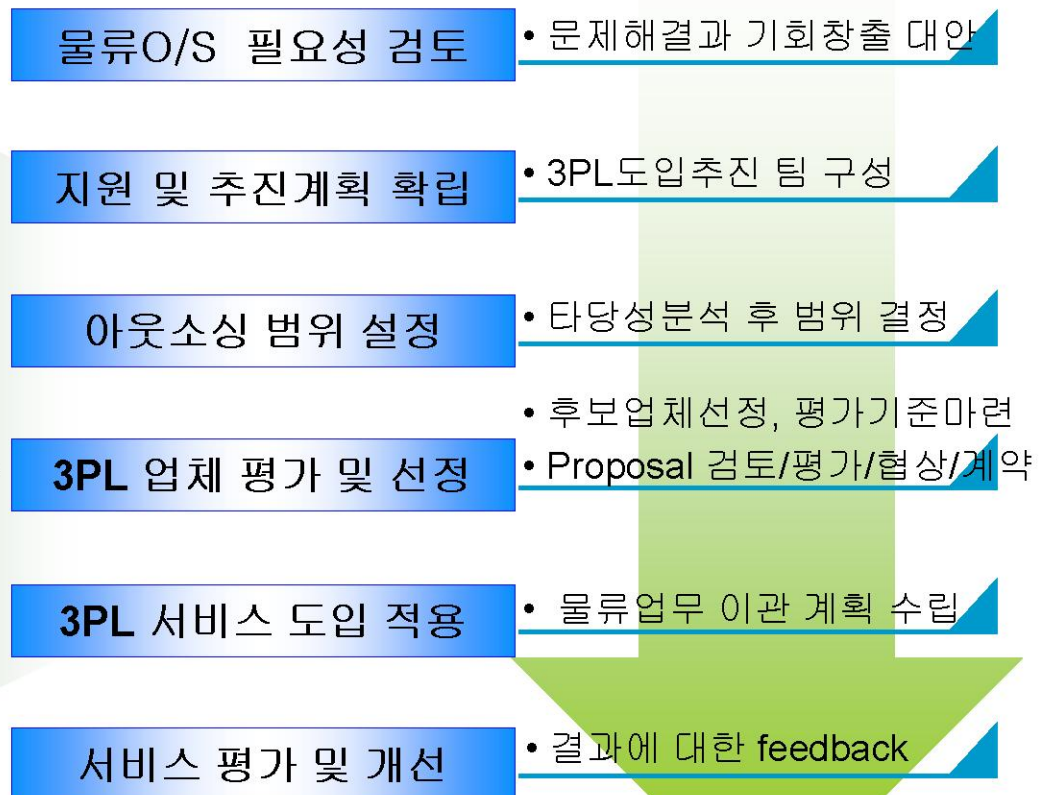 물류O/S 필요성 검토
• 문제해결과 기회창출 대안
지원 및 추진계획 확립
• 3PL도입추진 팀 구성
아웃소싱 범위 설정
• 타당성분석 후 범위 결정
3PL 업체 평가 및 선정
• 후보업체선정, 평가기준마련
• Proposal 검토/평가/협상/계약
3PL 서비스 도입 적용
• 물류업무 이관 계획 수립
서비스 평가 및 개선
• 결과에 대한 feedback